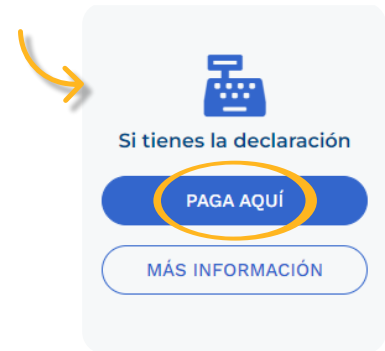 Si tienes la declaración
PAGA AQUÍ
MÁS INFORMACIÓN